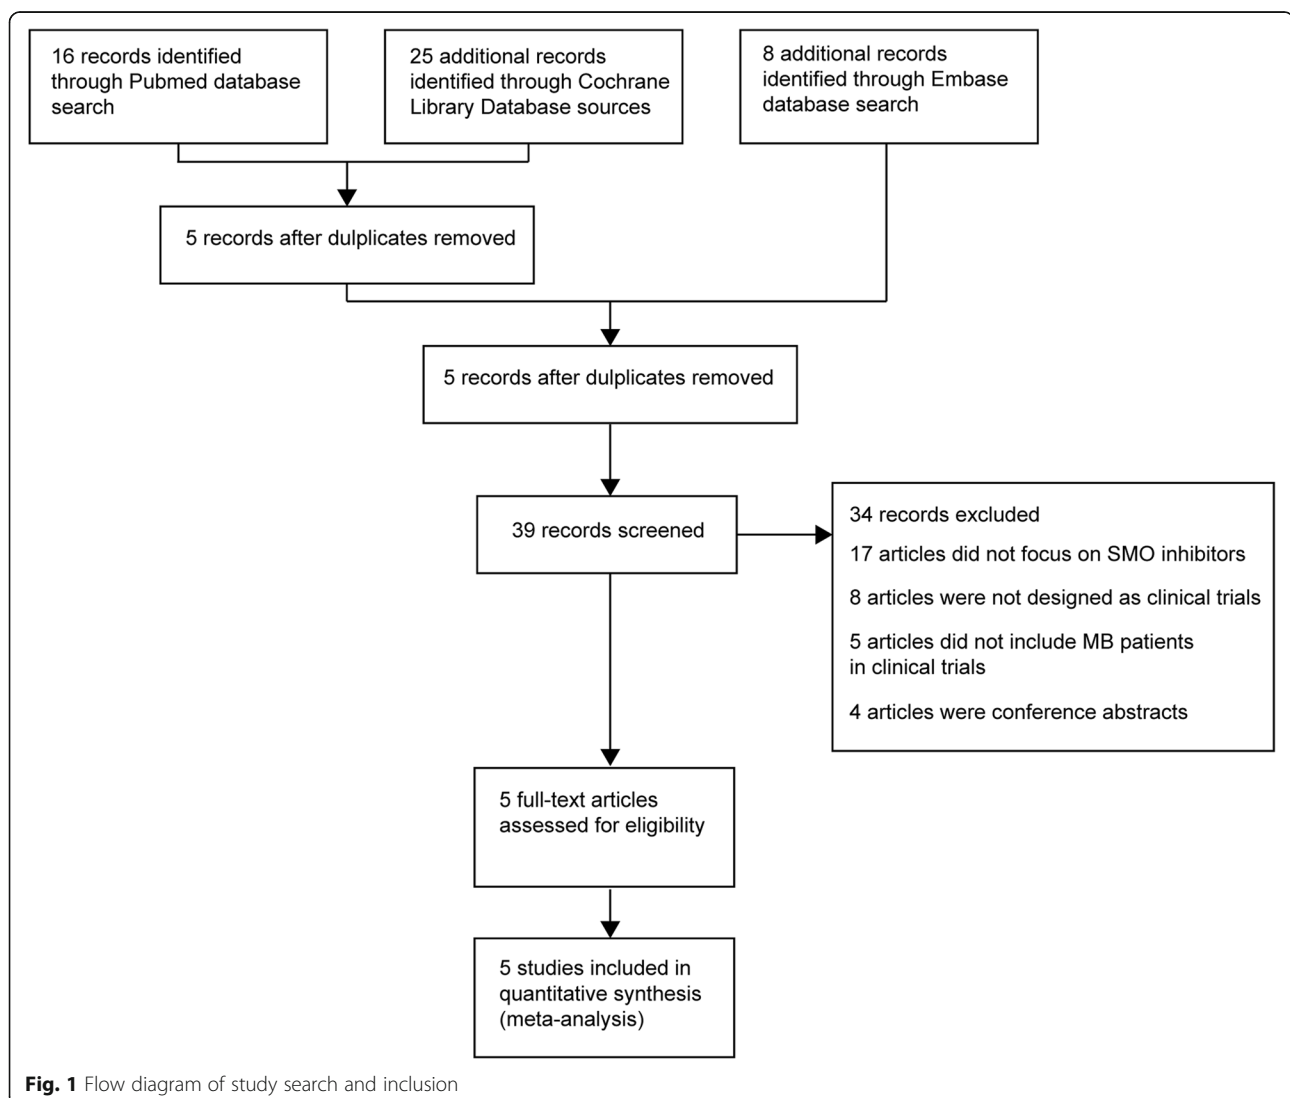 16 records identified
through Pubmed database
search
25 additional records
identified through Cochrane
Library Database sources
8 additional records
identified through Embase
database search
5 records after dulplicates removed
5 records after dulplicates removed
39 records screened
34 records excluded
17 articles did not focus on SMO inhibitors
8 articles were not designed as clinical trials
5 articles did not include MB patients
in clinical trials
4 articles were conference abstracts
5 full-text articles
assessed for eligibility
5 studies included in
quantitative synthesis
(meta-analysis)
Fig. 1 Flow diagram of study search and inclusion